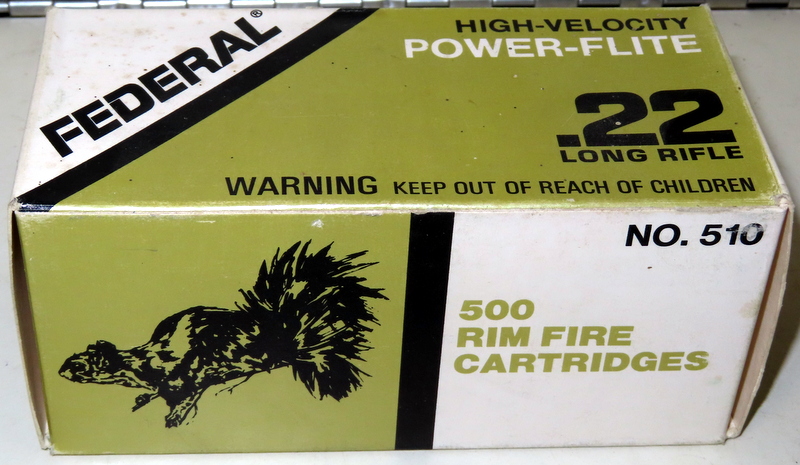 FEDERAL®
HIGH-VELOCITY
POWER-FLITE
.22
LONG RIFLE
WARNING KEEP OUT OF REACH OF CHILDREN
NO. 510
500
RIM FIRE
CARTRIDGES